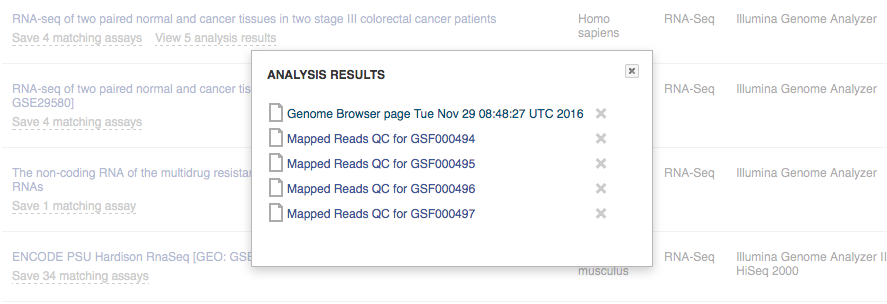 RNA-seq of two paired normal and cancer tissues in two stage III colorectal cancer patients
Homo
sapiens
RNA-Seq
Illumina Genome Analyzer
Save 4 matching assays
View 5 analysis results
ANALYSIS RESULTS
Genome Browser page Tue Nov 29 08:48:27 UTC 2016
Mapped Reads QC for GSF000494
Mapped Reads QC for GSF000495
Mapped Reads QC for GSF000496
Mapped Reads QC for GSF000497
RNA-seq of two paired normal and cancer tis
GSE29580]
RNA-Seq
Illumina Genome Analyzer
Save 4 matching assays
The non-coding RNA of the multidrug resistan
RNAs
RNA-Seq
Illumina Genome Analyzer
Save 1 matching assay
ENCODE PSU Hardison RnaSeq [GEO: GSE
musculus
RNA-Seq
Illumina Genome Analyzer II
HiSeq 2000
Save 34 matching assays